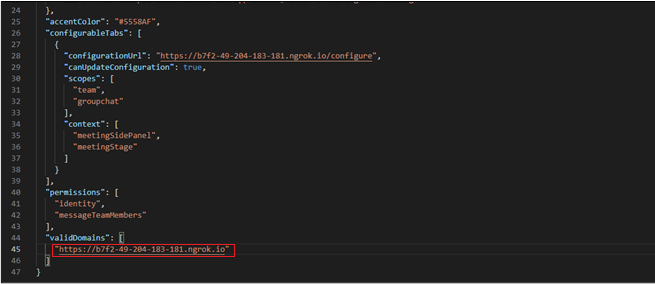 24 },
25 "accentColor": "#5558AF",
26 "configurableTabs": [
27 {
28 "configurationUrl": "https://b7f2-49-204-183-181.ngrok.io/configure",
29 "canUpdateConfiguration": true,
30 "scopes": [
31 "team",
32 "groupchat"
33 ],
34 "context": [
35 "meetingSidePanel",
36 "meetingStage"
37 ]
38 }
39 ],
40 "permissions": [
41 "identity",
42 "messageTeamMembers"
43 ],
44 "validDomains": [
45 "https://b7f2-49-204-183-181.ngrok.io"
46 ]
47 }